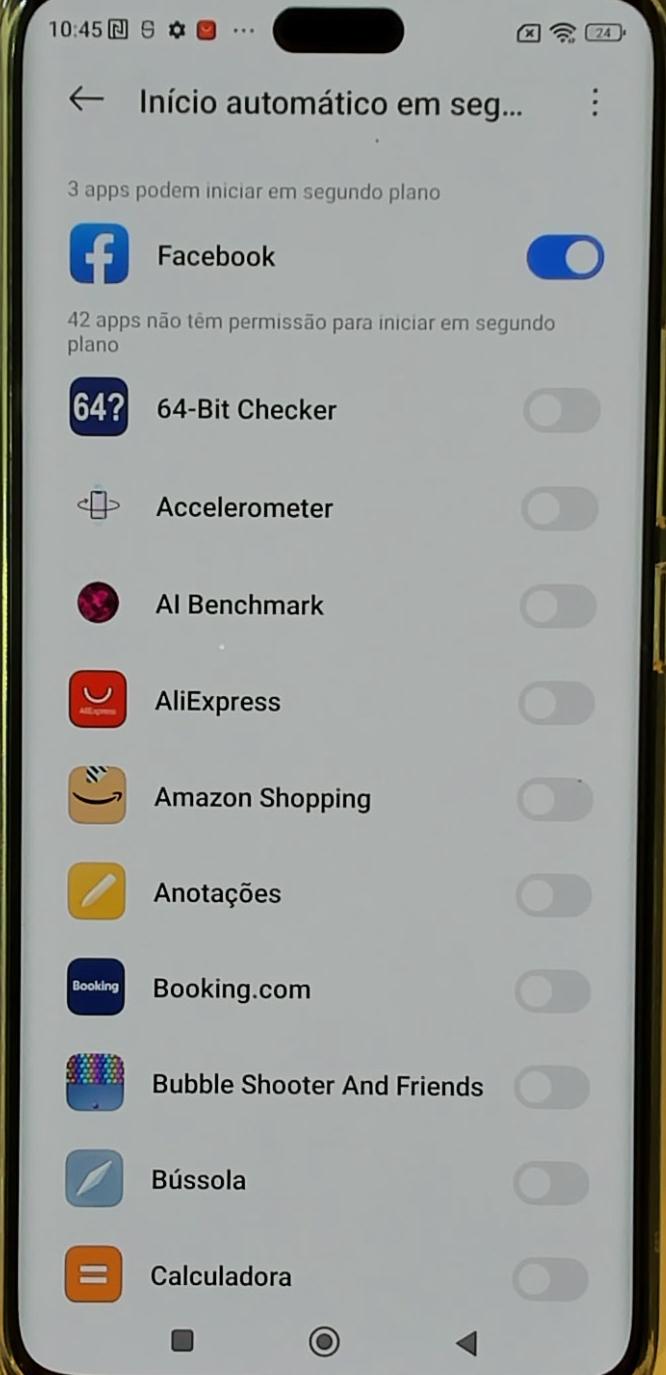 10:45
24
Início automático em seg...
3 apps podem iniciar em segundo plano
Facebook
42 apps não têm permissão para iniciar em segundo
plano
64?
64-Bit Checker
Accelerometer
AI Benchmark
AliExpress
AliExpress
Amazon Shopping
Anotações
Booking
Booking.com
Bubble Shooter And Friends
Bússola
Calculadora